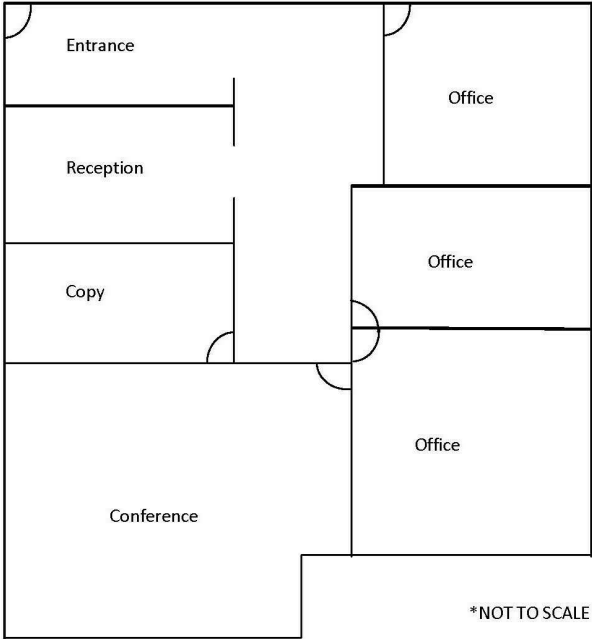 Entrance
Office
Reception
Office
Copy
Office
Conference
*NOT TO SCALE